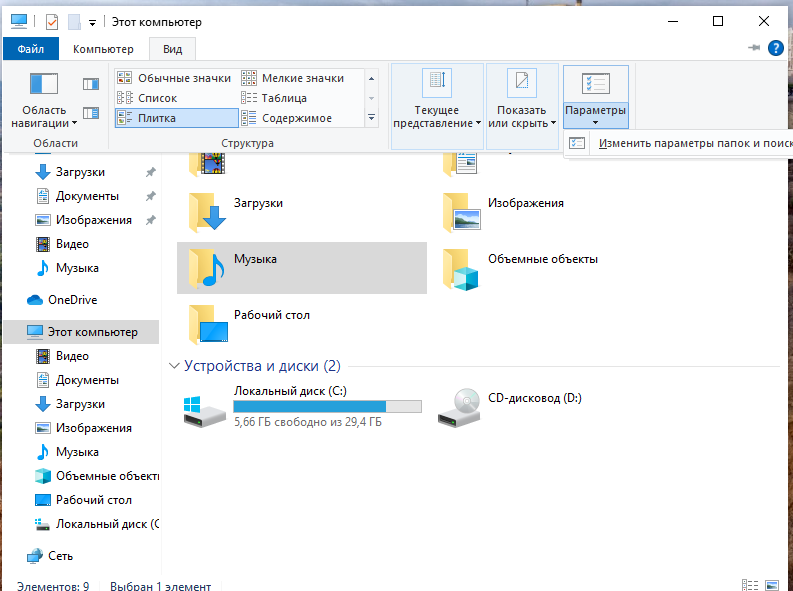 Этот компьютер
Файл
Компьютер
Вид
Область
навигации
Области
Обычные значки
Мелкие значки
Список
Таблица
Плитка
Содержимое
Структура
Текущее
представление
Показать
или скрыть
Параметры
Изменить параметры папок и поиск
Загрузки
Документы
Изображения
Видео
Музыка
OneDrive
Этот компьютер
Видео
Документы
Загрузки
Изображения
Музыка
Объемные объекты
Рабочий стол
Локальный диск (C
Сеть
Загрузки
Изображения
Музыка
Объемные объекты
Рабочий стол
Устройства и диски (2)
Локальный диск (C:)
5,66 ГБ свободно из 29,4 ГБ
CD-дисковод (D:)
Элементов: 9
Выбран 1 элемент